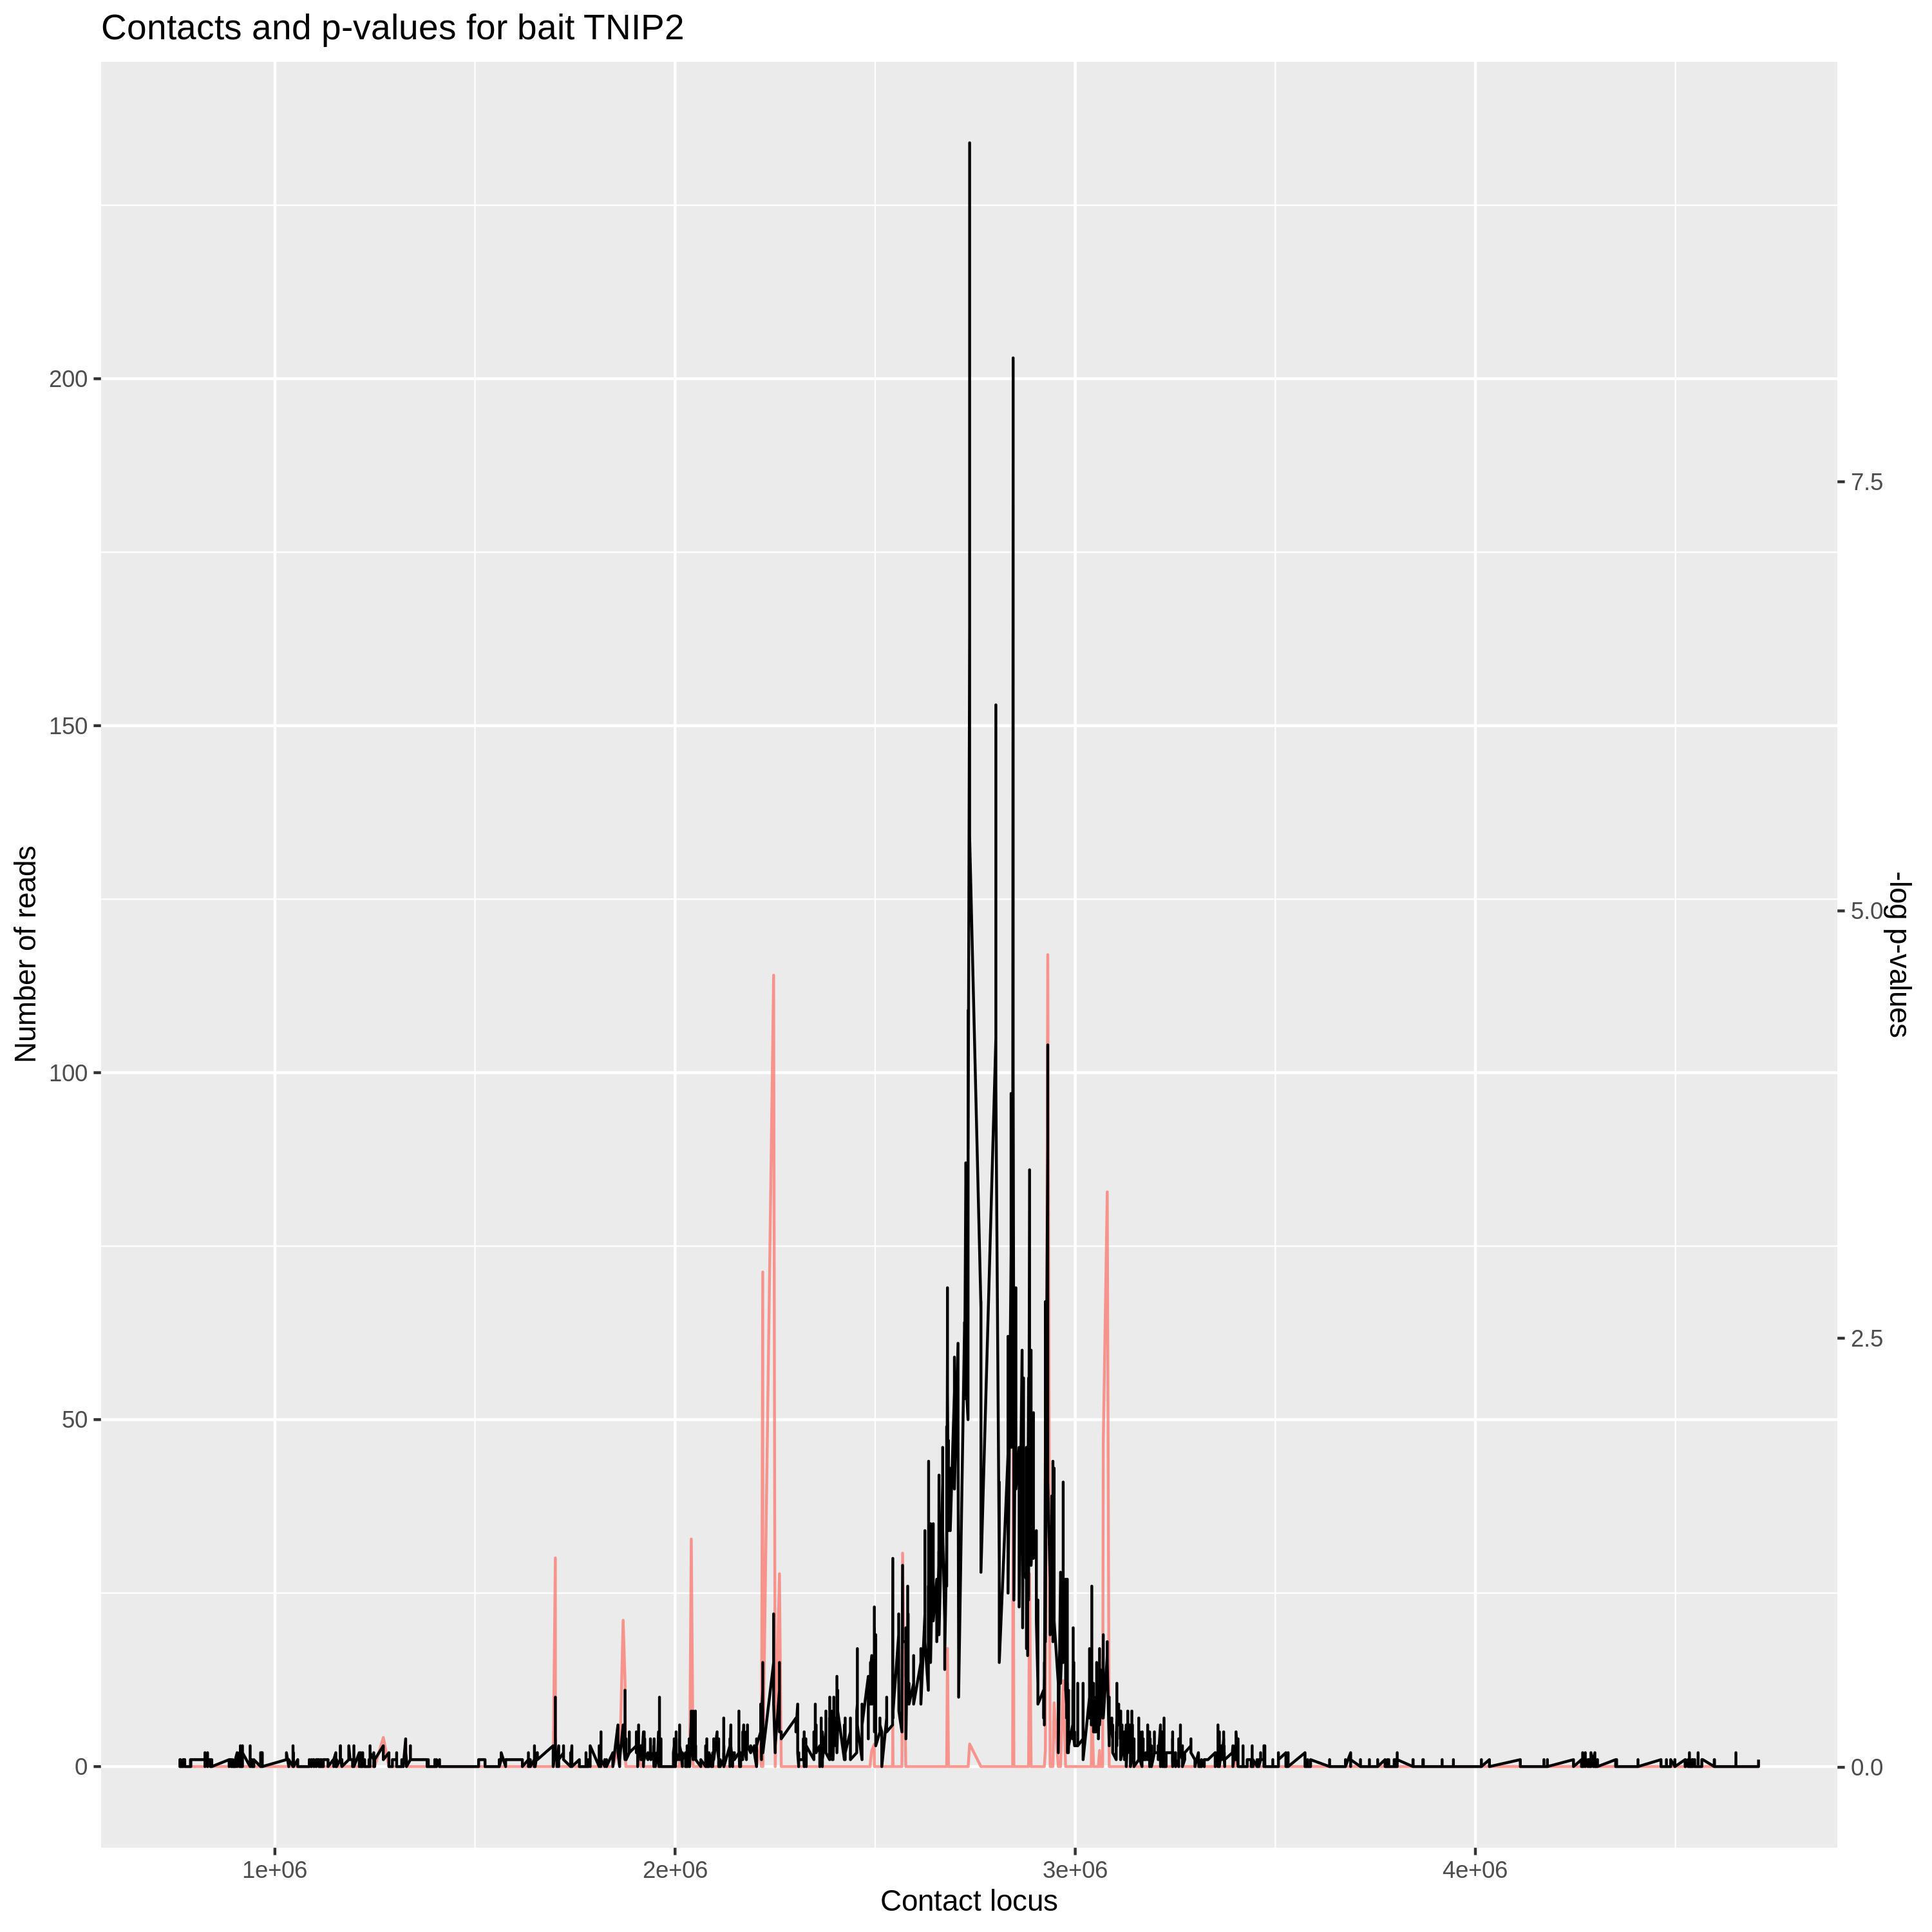 Contacts and p-values for bait TNIP2
Number of reads
200
150
100
50
0
7.5
5.0
2.5
0.0
-log p-values
1e+06 2e+06 3e+06 4e+06
Contact locus